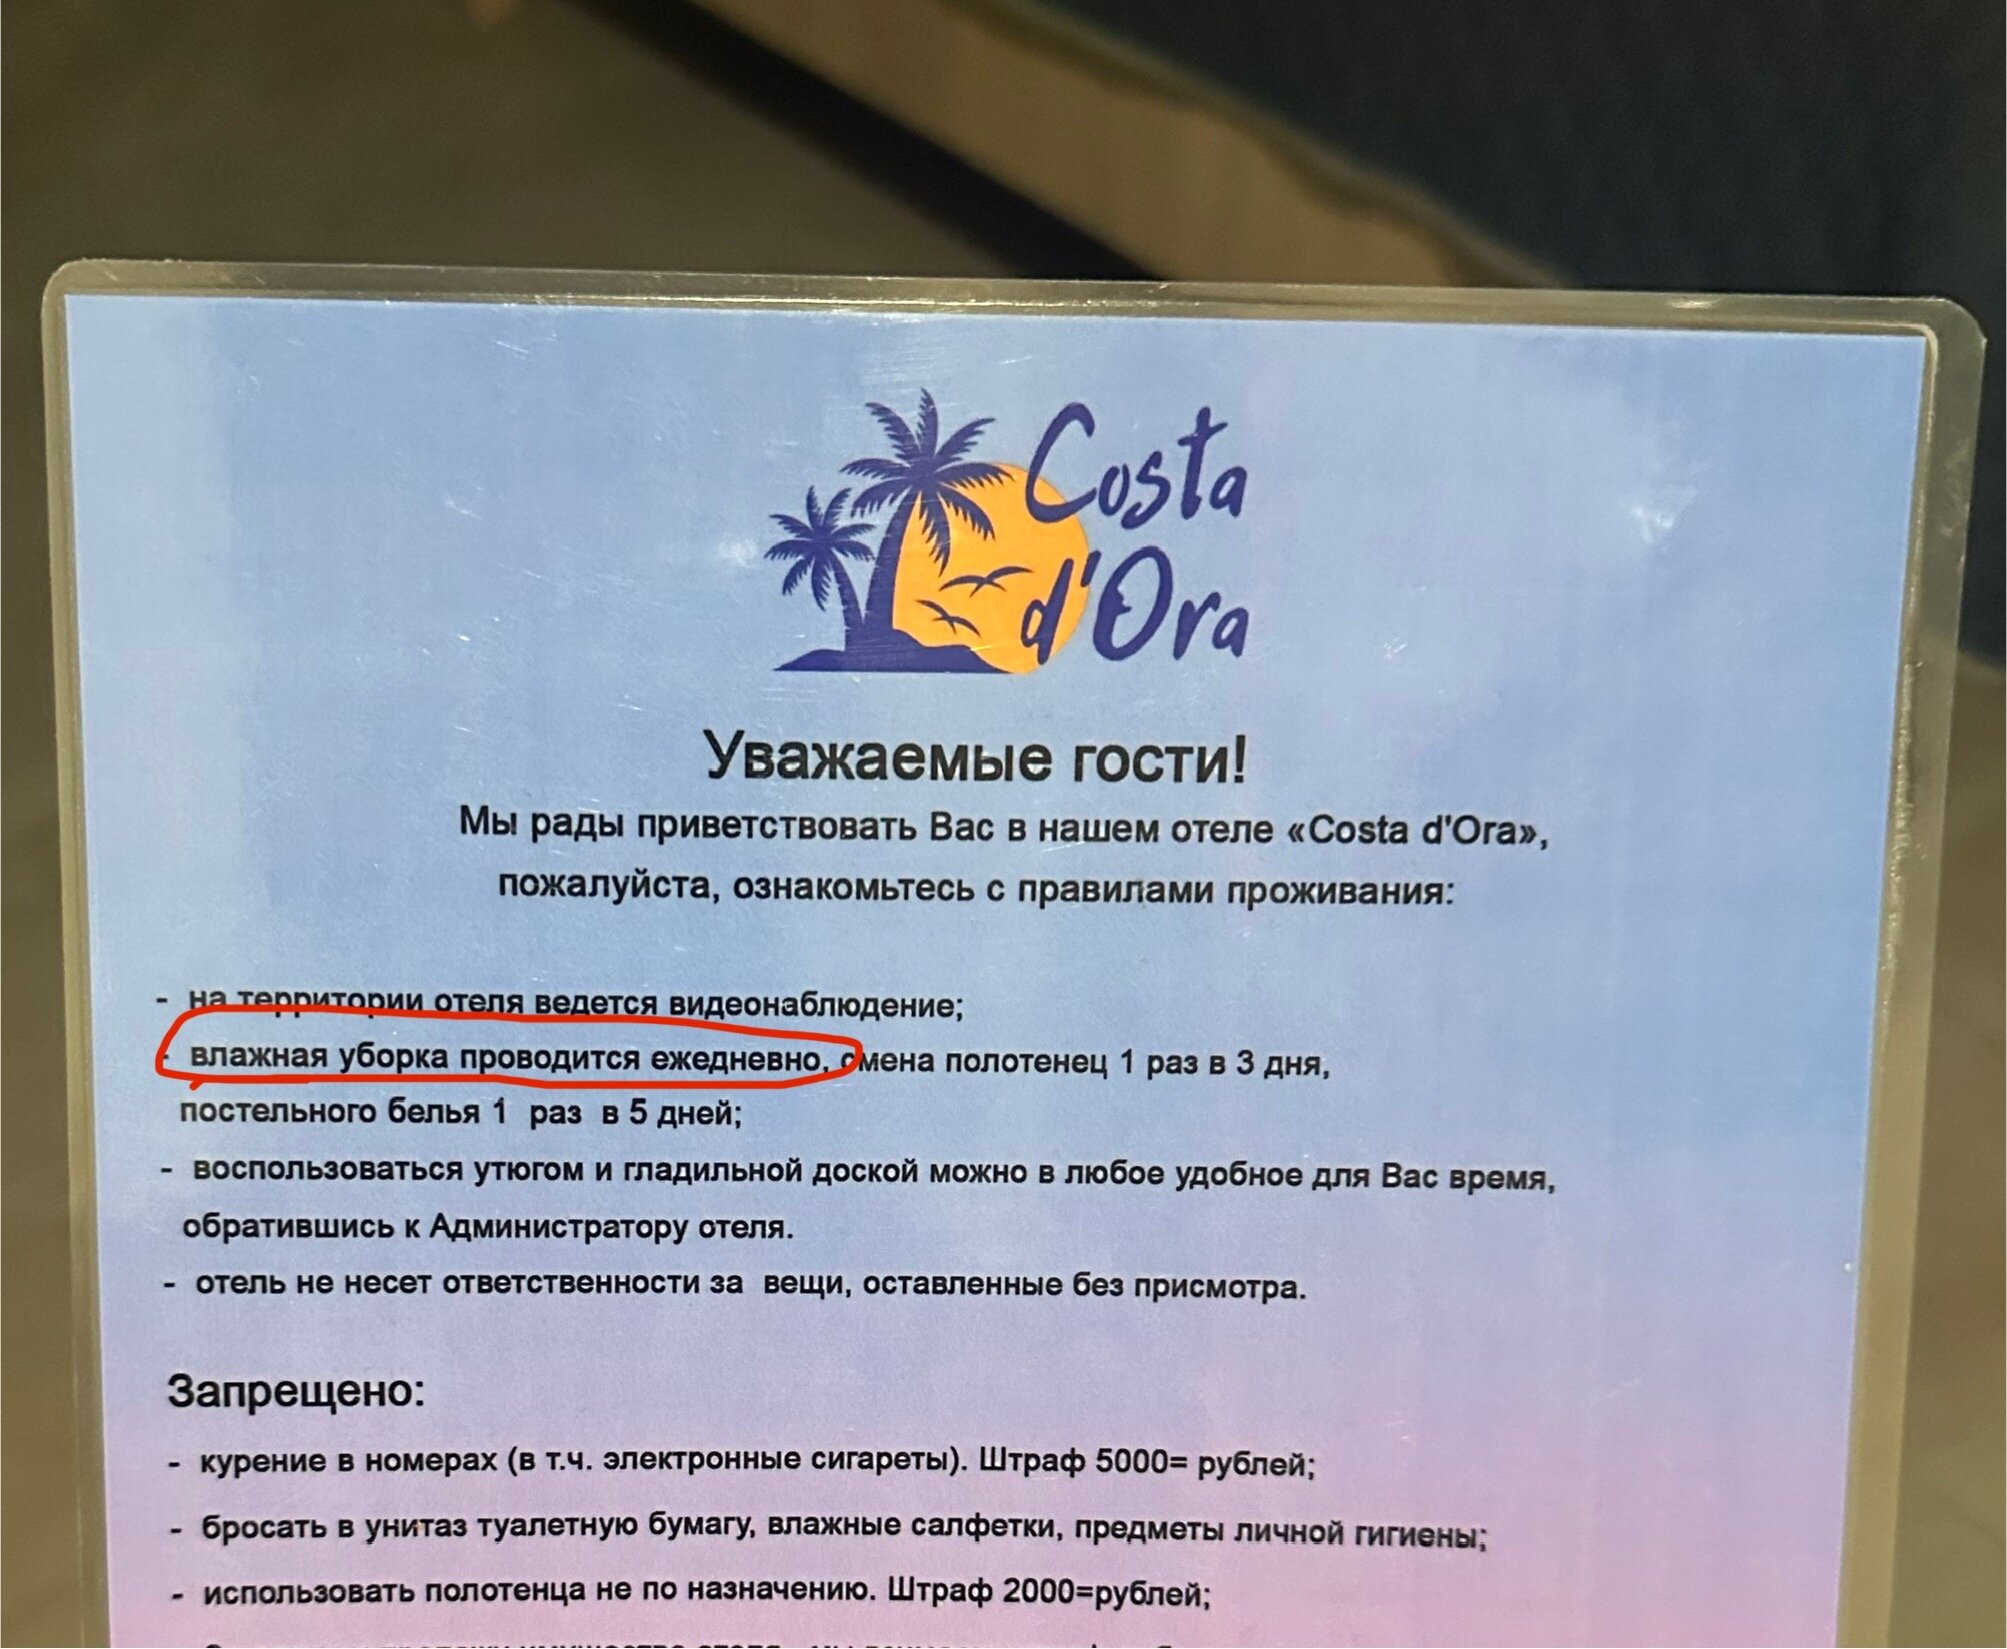 Costa
d'Ora
Уважаемые гости!
Мы рады приветствовать Вас в нашем отеле «Costa d'Ora»,
пожалуйста, ознакомьтесь с правилами проживания:
- на территории отеля ведется видеонаблюдение;
- влажная уборка проводится ежедневно, смена полотенец 1 раз в 3 дня,
постельного белья 1 раз в 5 дней;
- воспользоваться утюгом и гладильной доской можно в любое удобное для Вас время,
обратившись к Администратору отеля.
- отель не несет ответственности за вещи, оставленные без присмотра.
Запрещено:
- курение в номерах (в т.ч. электронные сигареты). Штраф 5000= рублей;
- бросать в унитаз туалетную бумагу, влажные салфетки, предметы личной гигиены;
- использовать полотенца не по назначению. Штраф 2000=рублей;